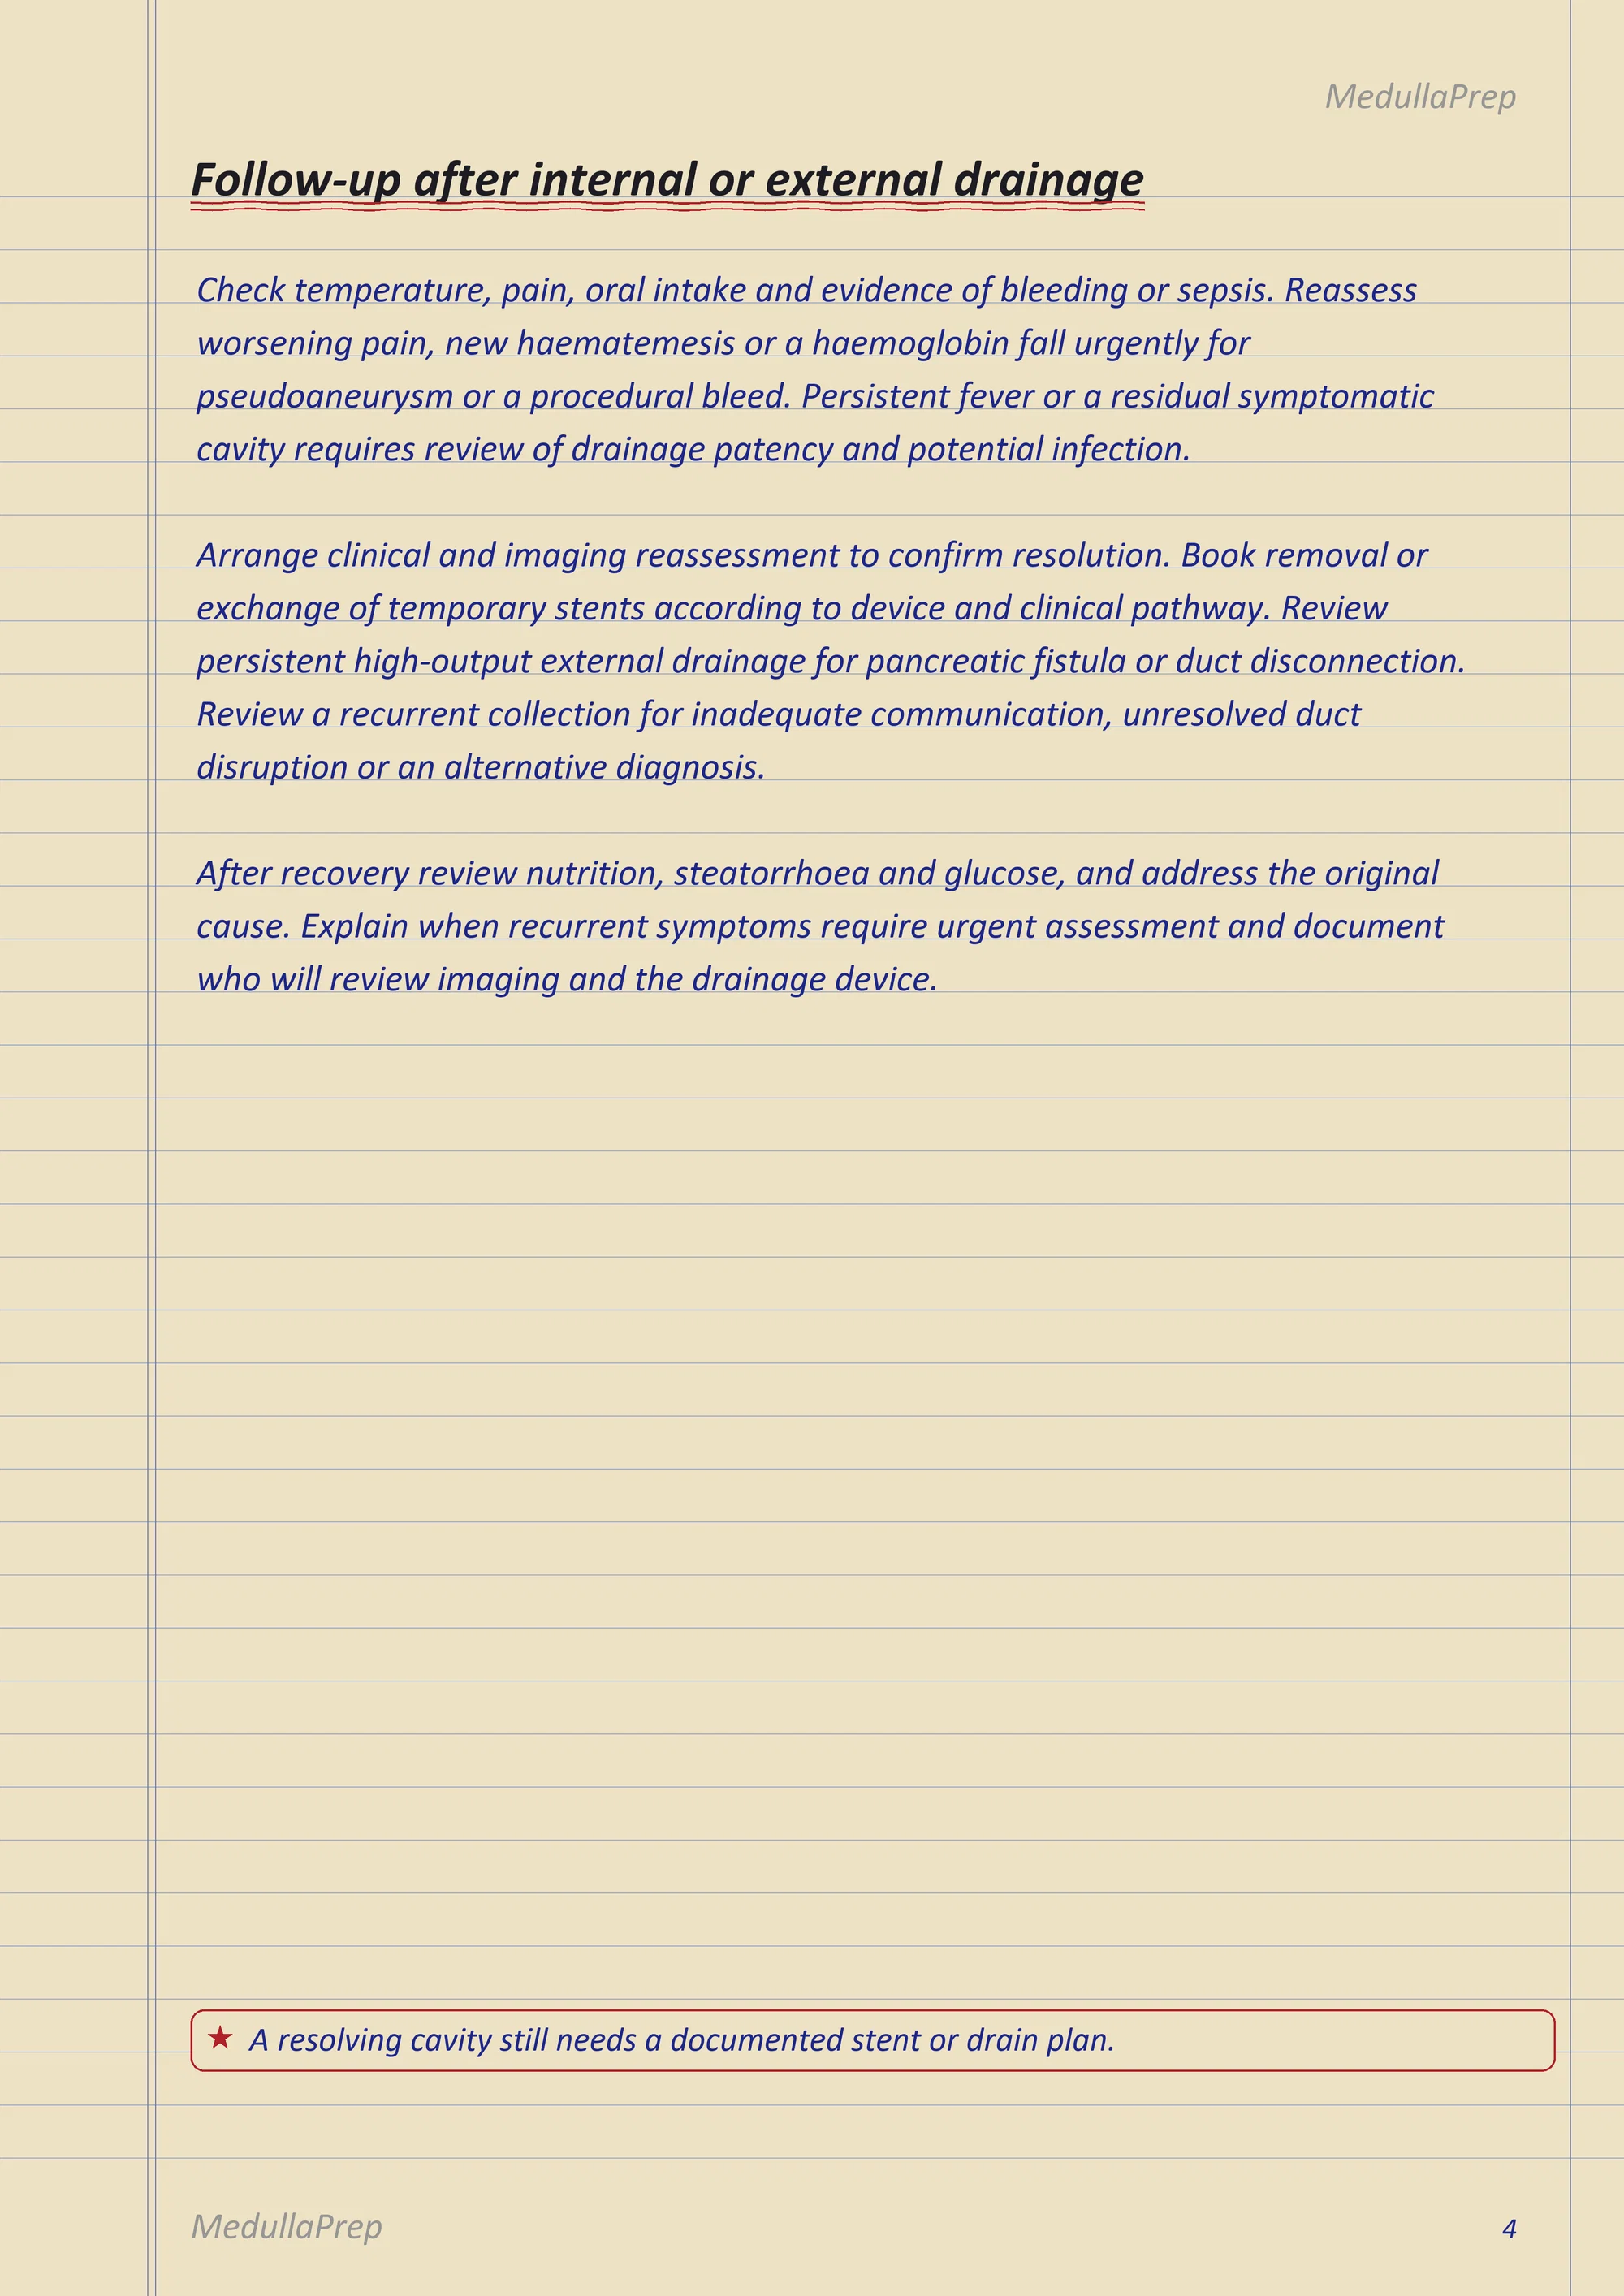 MedullaPrep
Follow-up after internal or external drainage
Check temperature, pain, oral intake and evidence of bleeding or sepsis. Reassess
worsening pain, new haematemesis or a haemoglobin fall urgently for
pseudoaneurysm or a procedural bleed. Persistent fever or a residual symptomatic
cavity requires review of drainage patency and potential infection.
Arrange clinical and imaging reassessment to confirm resolution. Book removal or
exchange of temporary stents according to device and clinical pathway. Review
persistent high-output external drainage for pancreatic fistula or duct disconnection.
Review a recurrent collection for inadequate communication, unresolved duct
disruption or an alternative diagnosis.
After recovery review nutrition, steatorrhoea and glucose, and address the original
cause. Explain when recurrent symptoms require urgent assessment and document
who will review imaging and the drainage device.
★ A resolving cavity still needs a documented stent or drain plan.
MedullaPrep
4